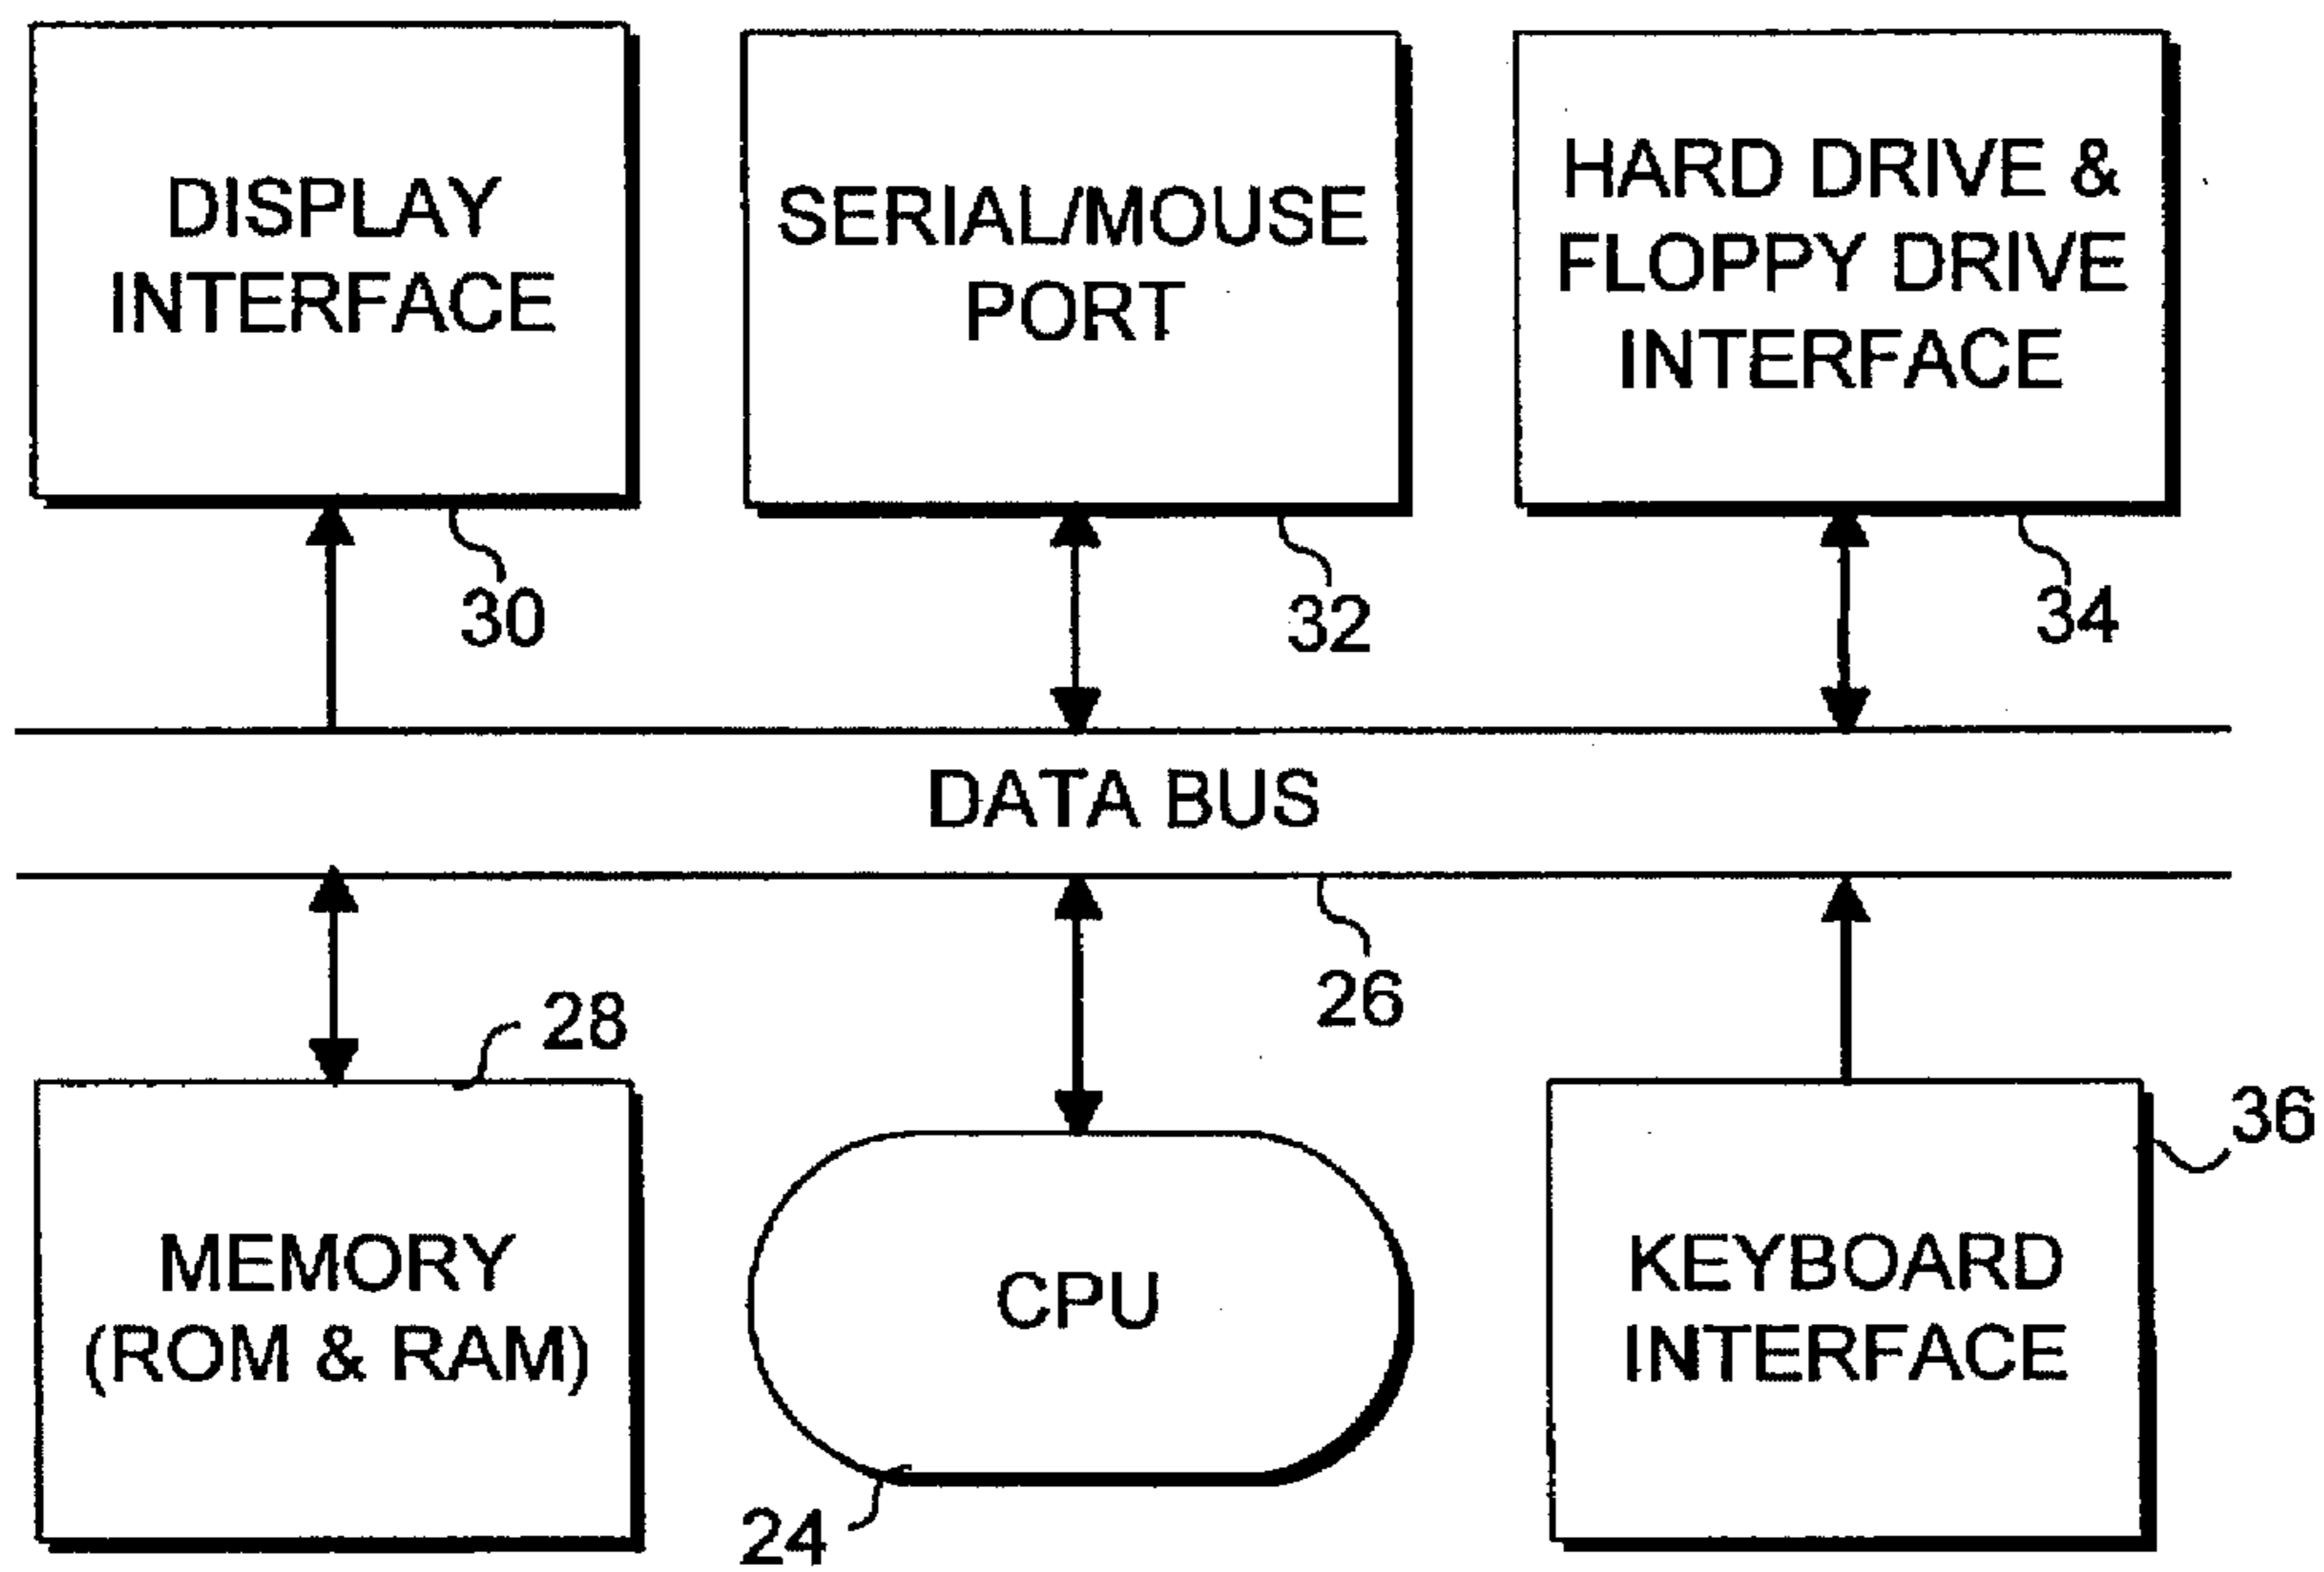 DISPLAY
INTERFACE
30
SERIAL/MOUSE
PORT
32
HARD DRIVE &
FLOPPY DRIVE
INTERFACE
34
DATA BUS
26
28
MEMORY
(ROM & RAM)
CPU
24
36
KEYBOARD
INTERFACE